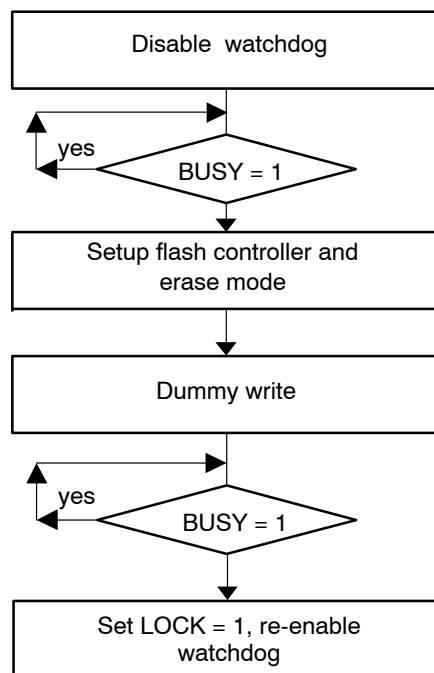 Disable watchdog
yes
BUSY = 1
Setup flash controller and
erase mode
Dummy write
yes
BUSY = 1
Set LOCK = 1, re-enable
watchdog